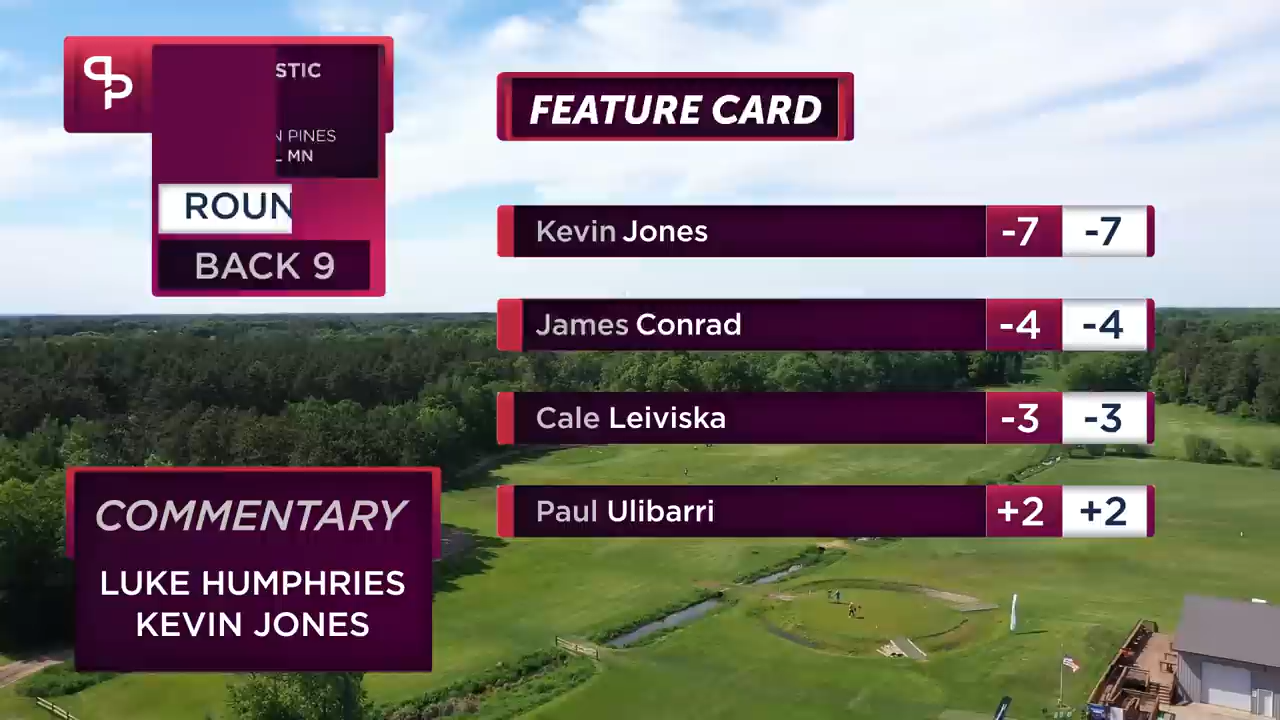 STIC
N PINES
L MN
ROUN
BACK 9
FEATURE CARD
Kevin Jones -7 -7
James Conrad -4 -4
Cale Leiviska -3 -3
Paul Ulibarri +2 +2
COMMENTARY
LUKE HUMPHRIES
KEVIN JONES